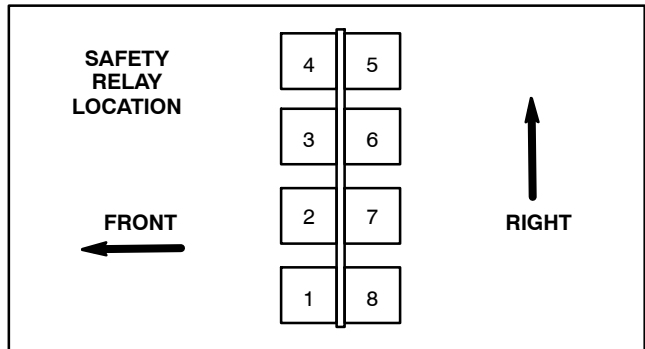 SAFETY
RELAY
LOCATION
4 5
3 6
FRONT
2 7
RIGHT
1 8